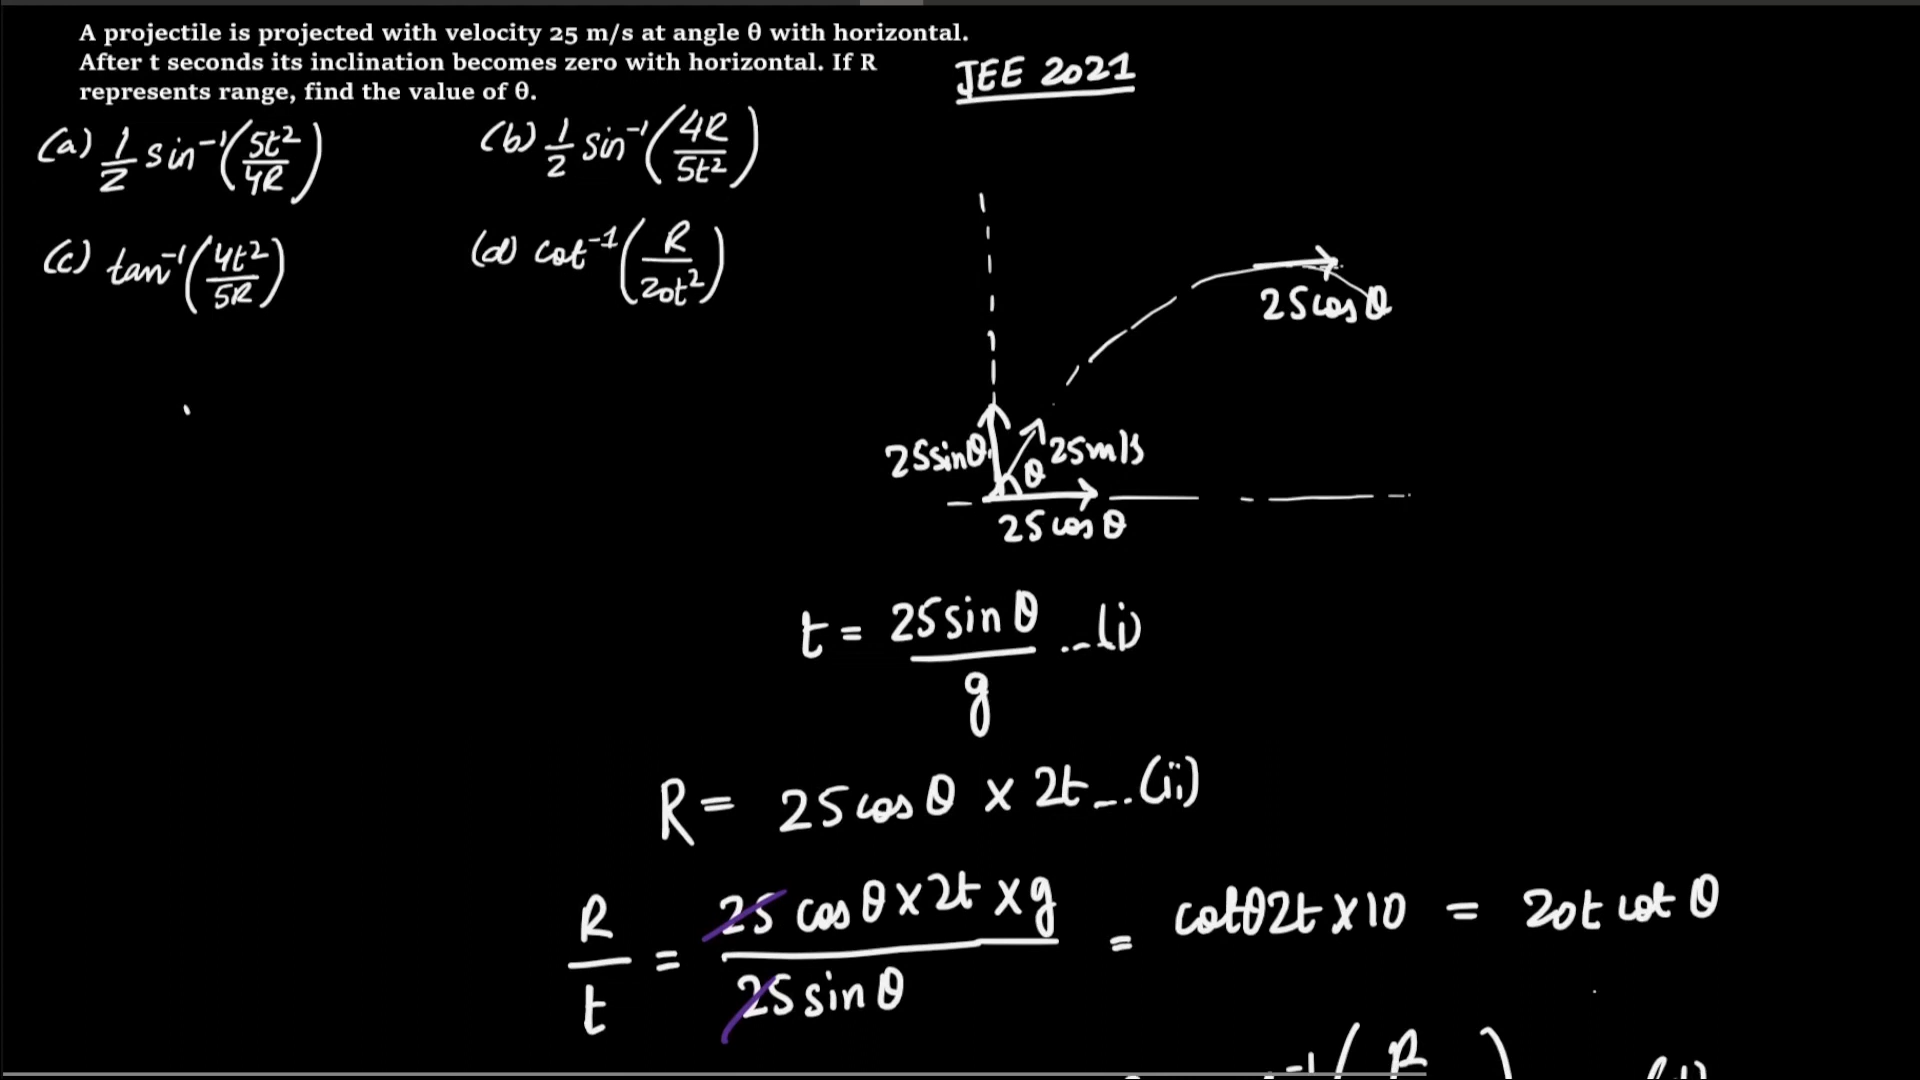 A projectile is projected with velocity 25 m/s at angle θ with horizontal.
After t seconds its inclination becomes zero with horizontal. If R
represents range, find the value of θ.
JEE 2021
(a) 1/2 sin⁻¹(5t²/4R) (b) 1/2 sin⁻¹(4R/5t²)
(c) tan⁻¹(4t²/5R) (d) cot⁻¹(R/20t²)
25cosθ
25sinθ 25m/s
θ
25cosθ
t = 25sinθ/g ...(i)
R = 25cosθ × 2t ...(ii)
R/t = 25cosθ×2t×g/25sinθ = cotθ2t×10 = 20t cotθ